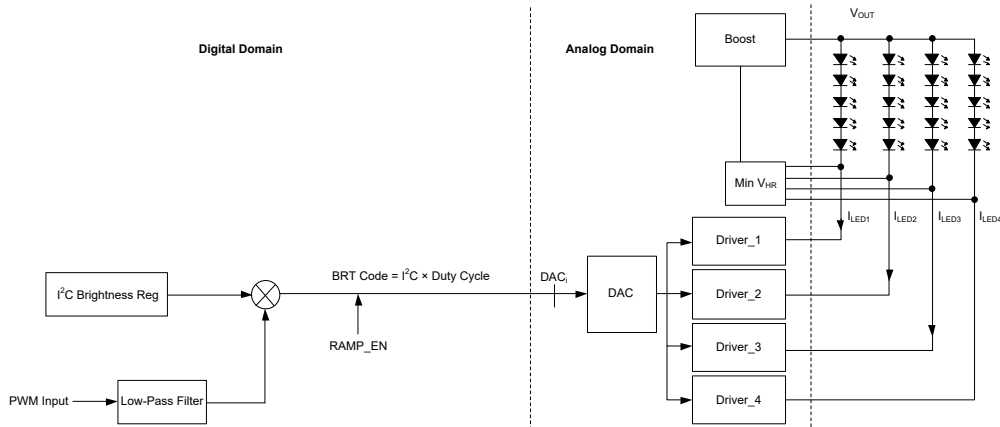 Digital Domain
Analog Domain
Boost
VOUT
Min VHR
ILED1
ILED2
ILED3
ILED4
Driver_1
I²C Brightness Reg
BRT Code = I²C × Duty Cycle
DACi
DAC
Driver_2
RAMP_EN
Driver_3
PWM Input
Low-Pass Filter
Driver_4